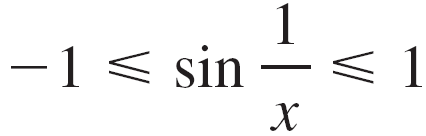 −1 ⩽ sin 1/x ⩽ 1